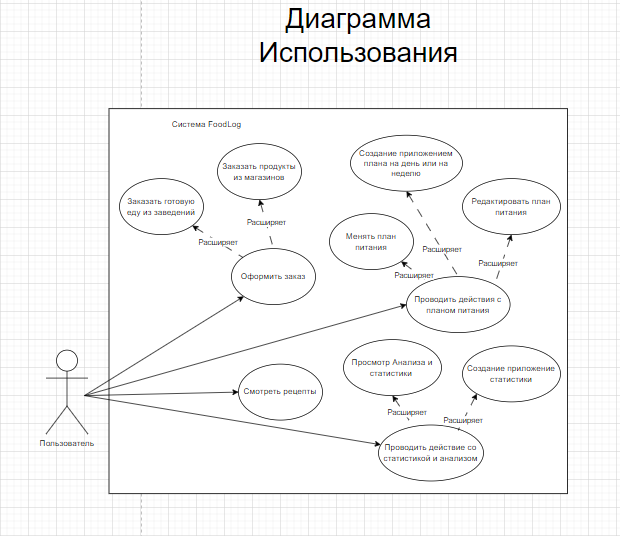 Диаграмма
Использования
Система FoodLog
Заказать продукты
из магазинов
Создание приложением
плана на день или на
неделю
Заказать готовую
еду из заведений
Редактировать план
питания
Расширяет
Расширяет
Менять план
питания
Расширяет
Расширяет
Расширяет
Оформить заказ
Проводить действия с
планом питания
Просмотр Анализа и
статистики
Создание приложение
статистики
Смотреть рецепты
Расширяет
Расширяет
Пользователь
Проводить действие со
статистикой и анализом